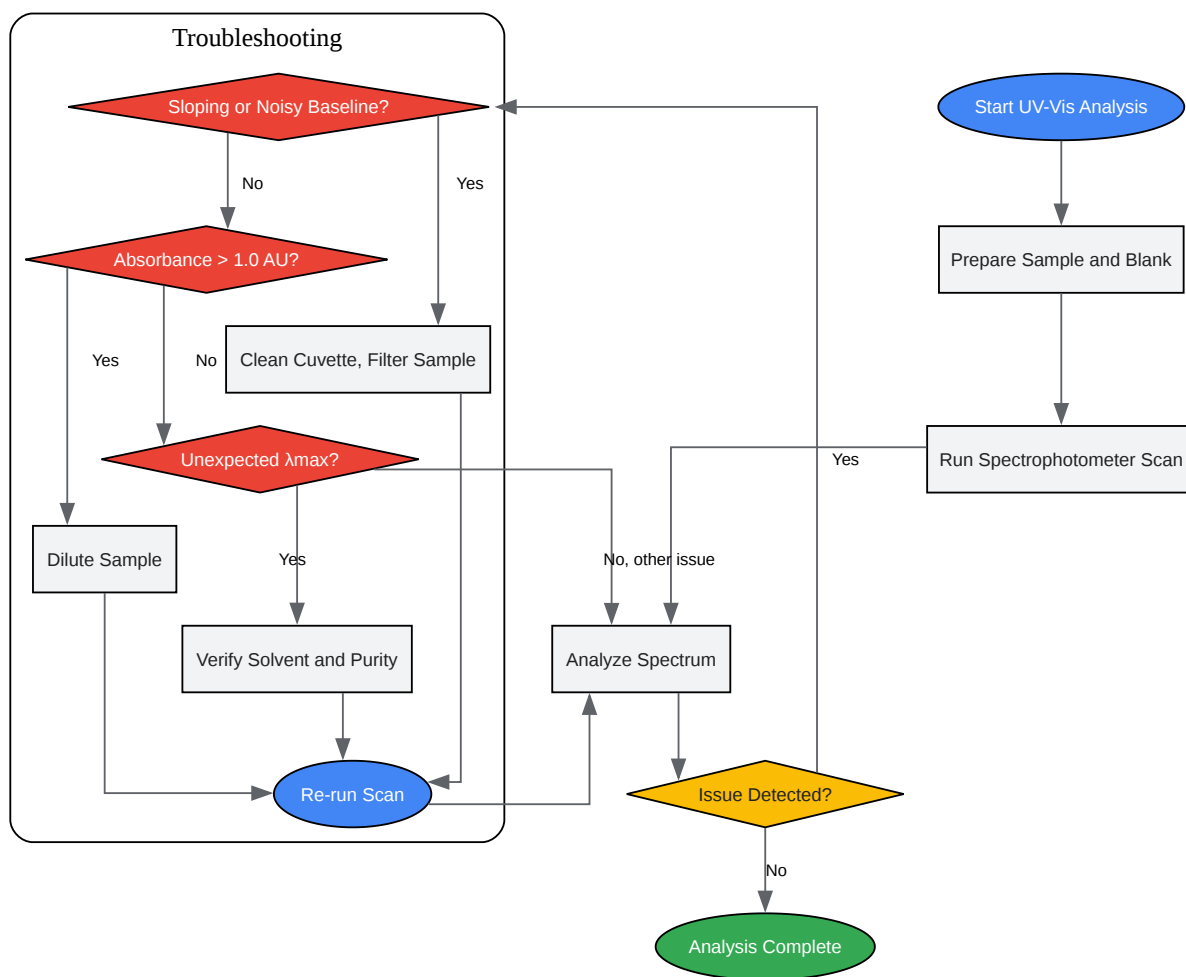 Troubleshooting
Sloping or Noisy Baseline?
Start UV-Vis Analysis
No
Yes
Absorbance > 1.0 AU?
Prepare Sample and Blank
Yes
No
Clean Cuvette, Filter Sample
Unexpected λmax?
Yes
Run Spectrophotometer Scan
Dilute Sample
Yes
No, other issue
Verify Solvent and Purity
Analyze Spectrum
Re-run Scan
Issue Detected?
No
Analysis Complete